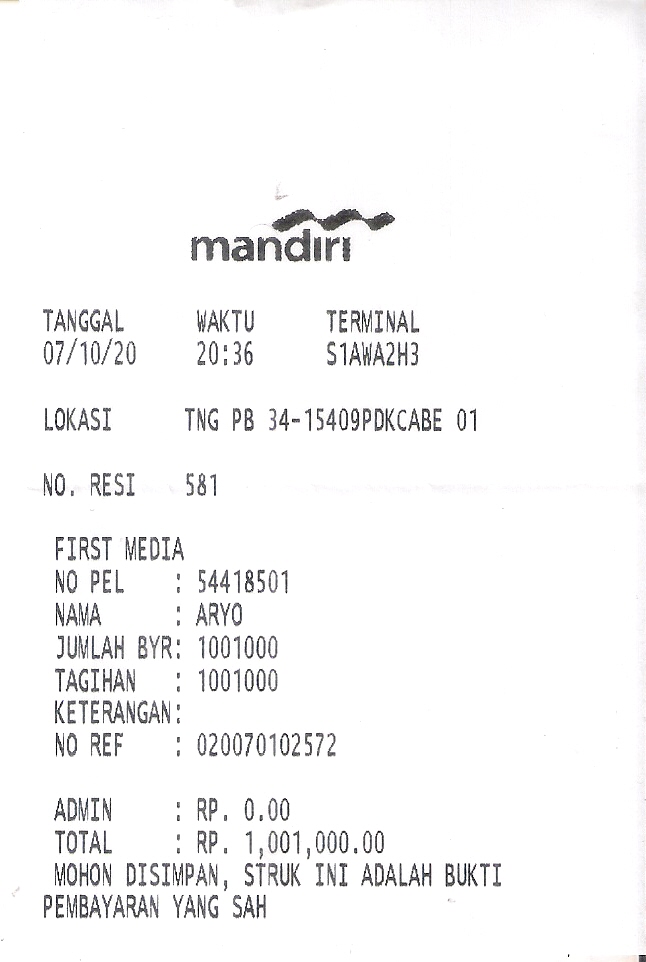 mandiri
TANGGAL WAKTU TERMINAL
07/10/20 20:36 S1AWA2H3
LOKASI TNG PB 34-15409PDKCABE 01
NO. RESI 581
FIRST MEDIA
NO PEL : 54418501
NAMA : ARYO
JUMLAH BYR: 1001000
TAGIHAN : 1001000
KETERANGAN:
NO REF : 020070102572
ADMIN : RP. 0.00
TOTAL : RP. 1,001,000.00
MOHON DISIMPAN, STRUK INI ADALAH BUKTI
PEMBAYARAN YANG SAH